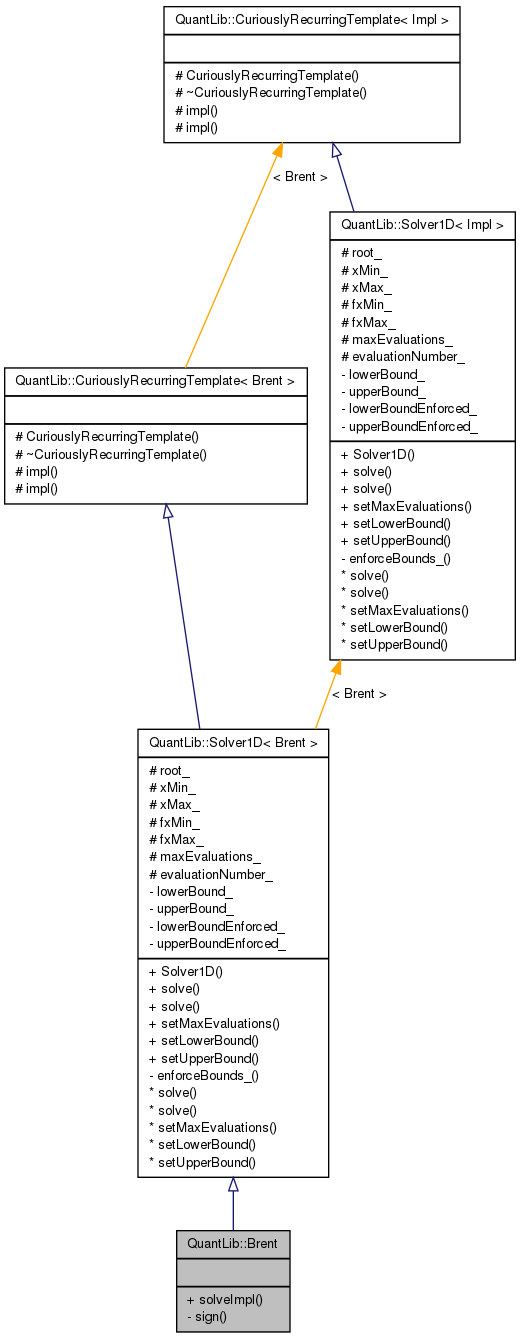 QuantLib::CuriouslyRecurringTemplate< Impl >
# CuriouslyRecurringTemplate()
# ~CuriouslyRecurringTemplate()
# impl()
# impl()
< Brent >
QuantLib::Solver1D< Impl >
# root_
# xMin_
# xMax_
# fxMin_
# fxMax_
# maxEvaluations_
# evaluationNumber_
- lowerBound_
- upperBound_
- lowerBoundEnforced_
- upperBoundEnforced_
+ Solver1D()
+ solve()
+ solve()
+ setMaxEvaluations()
+ setLowerBound()
+ setUpperBound()
- enforceBounds_()
* solve()
* solve()
* setMaxEvaluations()
* setLowerBound()
* setUpperBound()
QuantLib::CuriouslyRecurringTemplate< Brent >
# CuriouslyRecurringTemplate()
# ~CuriouslyRecurringTemplate()
# impl()
# impl()
< Brent >
QuantLib::Solver1D< Brent >
# root_
# xMin_
# xMax_
# fxMin_
# fxMax_
# maxEvaluations_
# evaluationNumber_
- lowerBound_
- upperBound_
- lowerBoundEnforced_
- upperBoundEnforced_
+ Solver1D()
+ solve()
+ solve()
+ setMaxEvaluations()
+ setLowerBound()
+ setUpperBound()
- enforceBounds_()
* solve()
* solve()
* setMaxEvaluations()
* setLowerBound()
* setUpperBound()
QuantLib::Brent
+ solveImpl()
- sign()